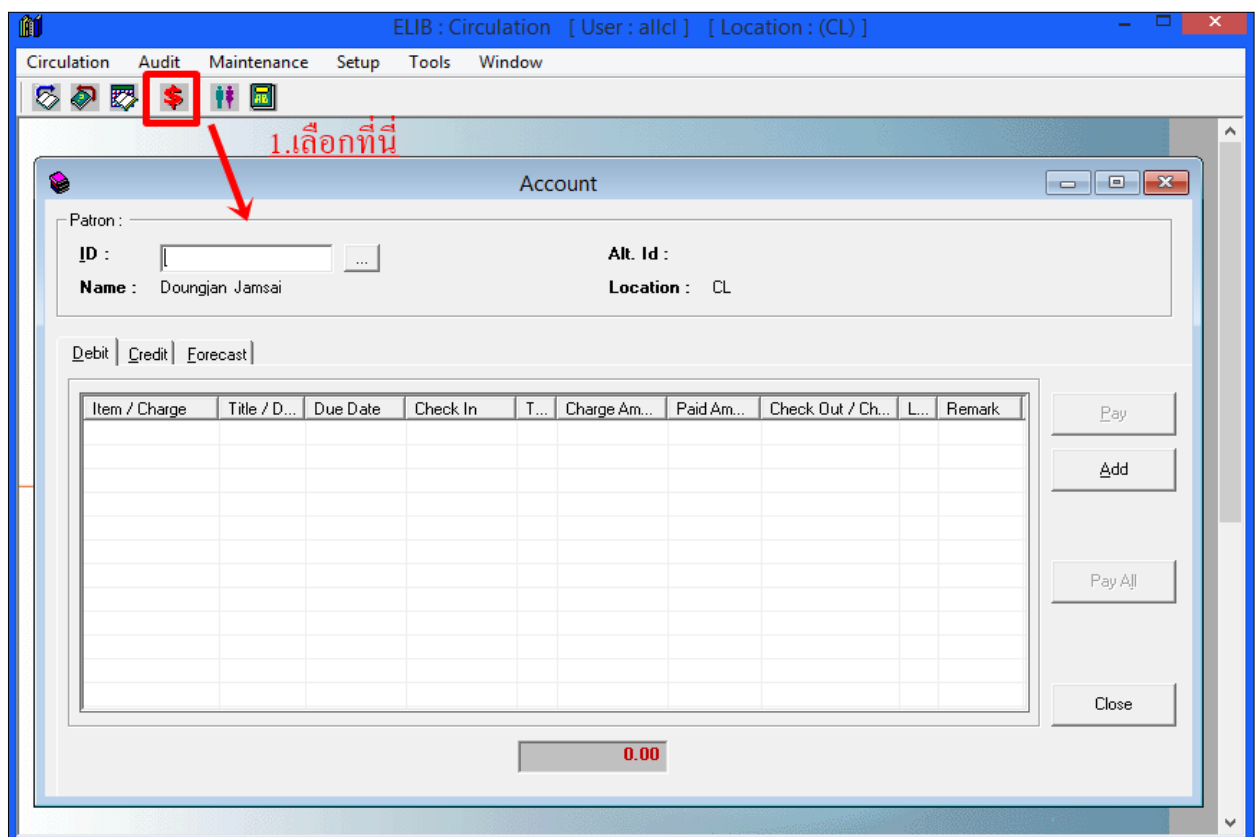 ELIB : Circulation [ User : allcl ] [ Location : (CL) ]
Circulation Audit Maintenance Setup Tools Window
1.เลือกที่นี่
Account
Patron :
ID : ... Alt. Id :
Name : Doungjan Jamsai Location : CL
Debit Credit Forecast
Item / Charge Title / D... Due Date Check In T... Charge Am... Paid Am... Check Out / Ch... L... Remark
Pay
Add
Pay All
Close
0.00